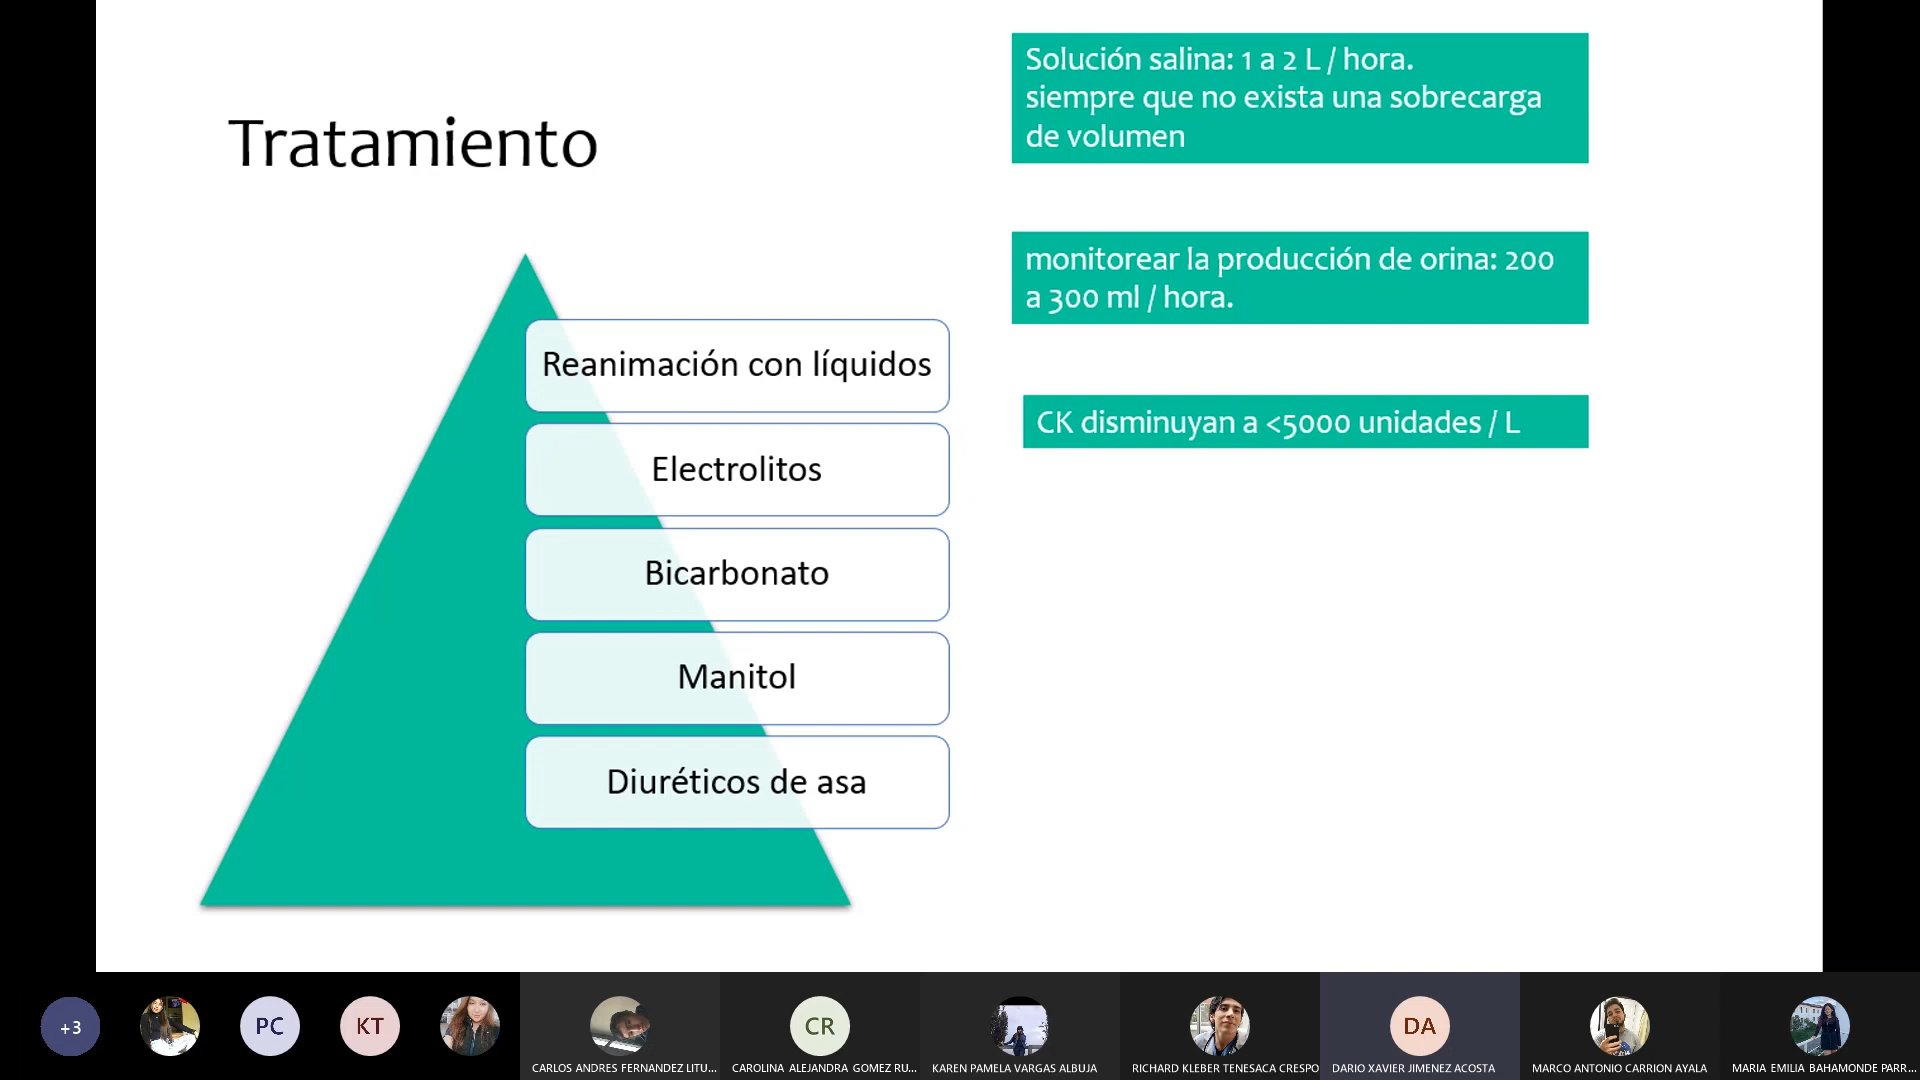 Tratamiento
Reanimación con líquidos
Electrolitos
Bicarbonato
Manitol
Diuréticos de asa
Solución salina: 1 a 2 L / hora.
siempre que no exista una sobrecarga
de volumen
monitorear la producción de orina: 200
a 300 ml / hora.
CK disminuyan a <5000 unidades / L
+3
PC
KT
CARLOS ANDRES FERNANDEZ LITU...
CR
CAROLINA ALEJANDRA GOMEZ RU...
KAREN PAMELA VARGAS ALBUJA
RICHARD KLEBER TENESACA CRESPO
DA
DARIO XAVIER JIMENEZ ACOSTA
MARCO ANTONIO CARRION AYALA
MARIA EMILIA BAHAMONDE PARR...